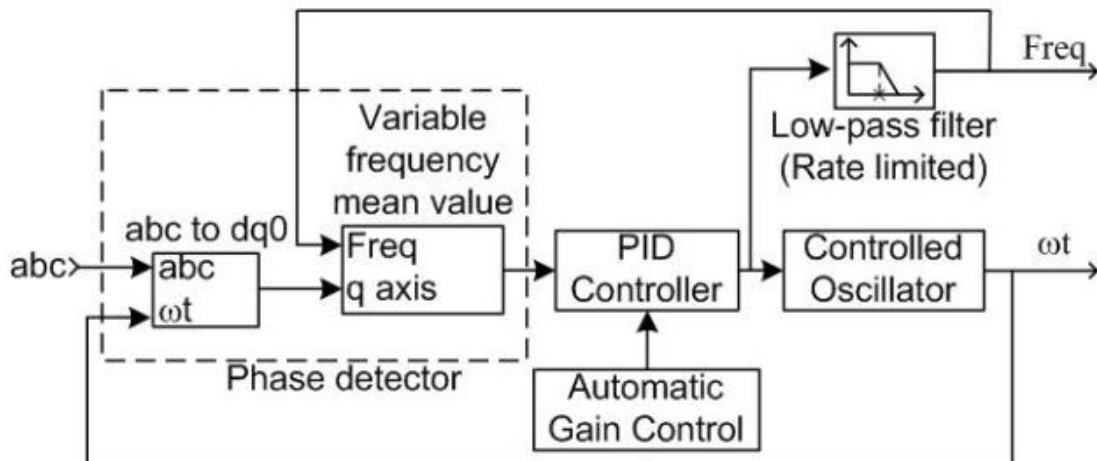 Freq
Variable
frequency
mean value
Low-pass filter
(Rate limited)
abc to dq0
abc
abc
ωt
Freq
q axis
PID
Controller
Controlled
Oscillator
ωt
Phase detector
Automatic
Gain Control